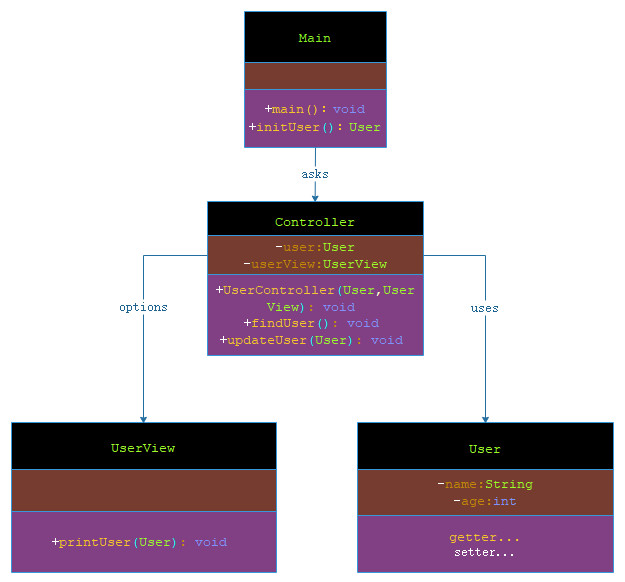 Main
+main(): void
+initUser(): User
asks
Controller
-user:User
-userView:UserView
+UserController(User,User
View): void
+findUser(): void
+updateUser(User): void
options
uses
UserView
+printUser(User): void
User
-name:String
-age:int
getter...
setter...